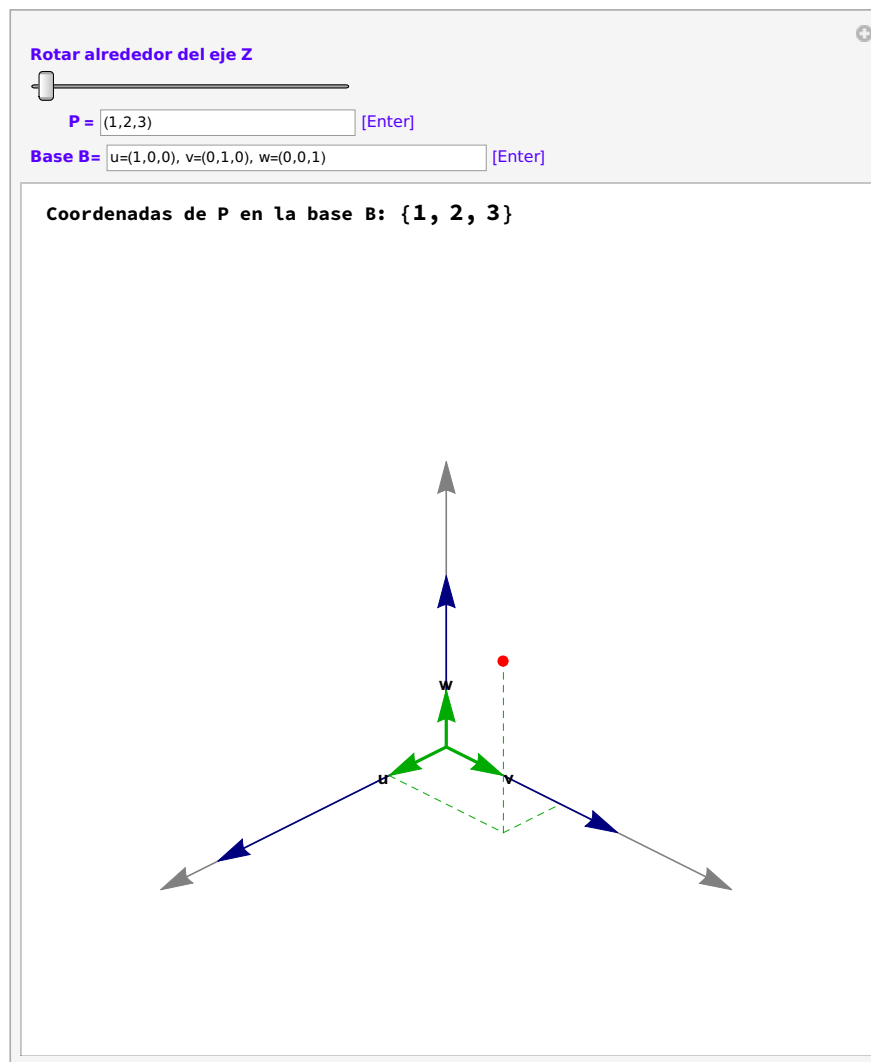 Rotar alrededor del eje Z
P = (1,2,3) [Enter]
Base B= u=(1,0,0), v=(0,1,0), w=(0,0,1) [Enter]
Coordenadas de P en la base B: {1, 2, 3}
w
u
v